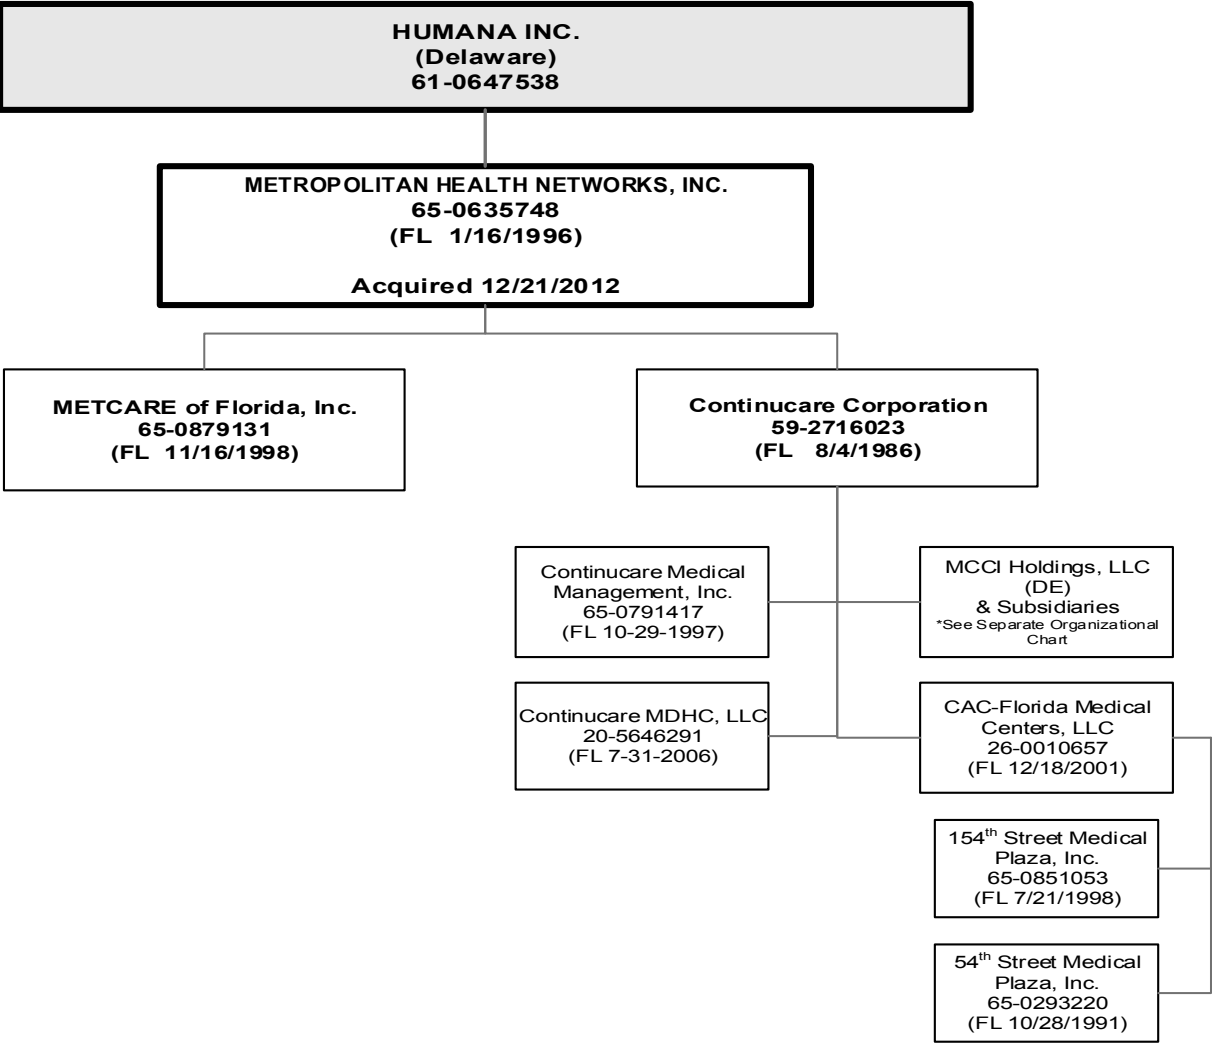 HUMANA INC.
(Delaware)
61-0647538
METROPOLITAN HEALTH NETWORKS, INC.
65-0635748
(FL 1/16/1996)
Acquired 12/21/2012
METCARE of Florida, Inc.
65-0879131
(FL 11/16/1998)
Continucare Corporation
59-2716023
(FL 8/4/1986)
Continucare Medical
Management, Inc.
65-0791417
(FL 10-29-1997)
MCCI Holdings, LLC
(DE)
& Subsidiaries
*See Separate Organizational
Chart
Continucare MDHC, LLC
20-5646291
(FL 7-31-2006)
CAC-Florida Medical
Centers, LLC
26-0010657
(FL 12/18/2001)
154th Street Medical
Plaza, Inc.
65-0851053
(FL 7/21/1998)
54th Street Medical
Plaza, Inc.
65-0293220
(FL 10/28/1991)